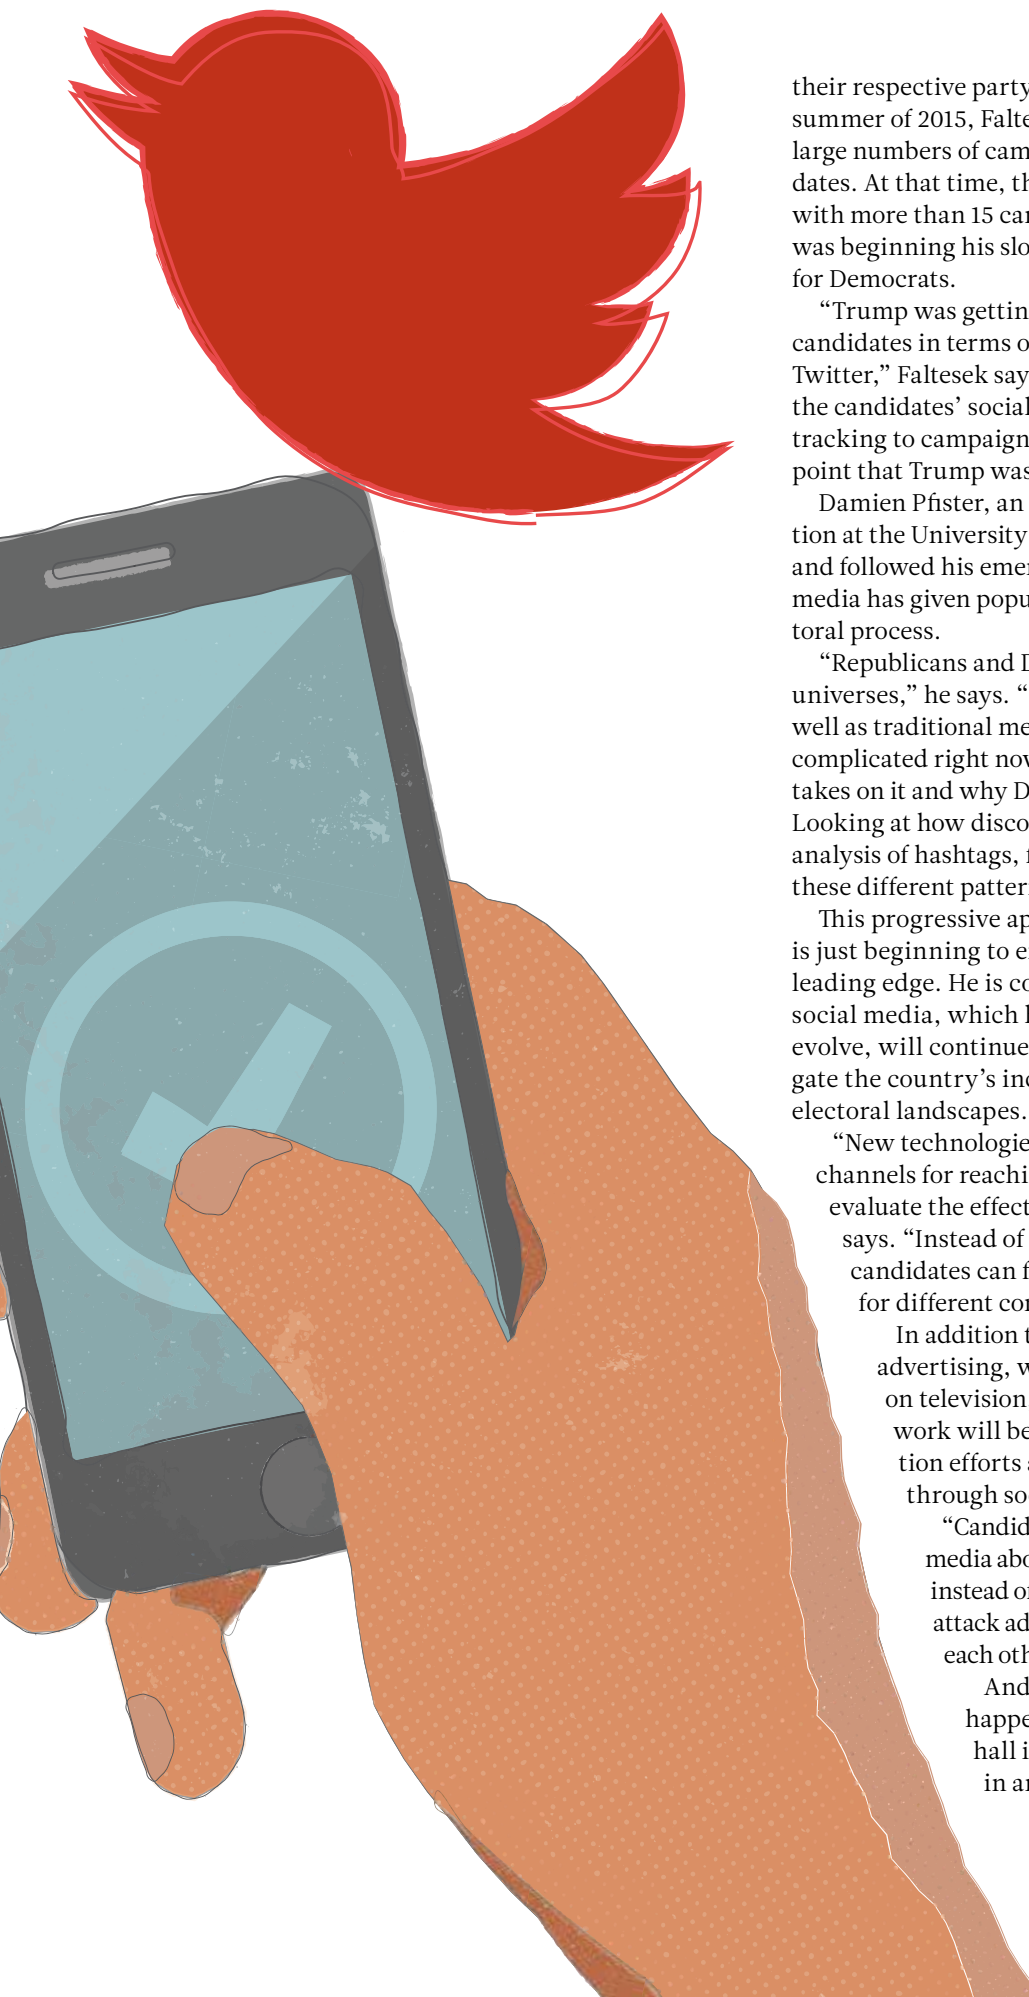 their respective party
summer of 2015, Falte
large numbers of cam
dates. At that time, th
with more than 15 car
was beginning his slo
for Democrats.
“Trump was gettin
candidates in terms o
Twitter,” Faltesek say
the candidates’ social
tracking to campaign
point that Trump was
Damien Pfister, an
tion at the University
and followed his emer
media has given popu
toral process.
“Republicans and D
universes,” he says. “
well as traditional me
complicated right nov
takes on it and why D
Looking at how disco
analysis of hashtags, f
these different patter
This progressive ap
is just beginning to e
leading edge. He is co
social media, which l
evolve, will continue
gate the country’s inc
electoral landscapes.
“New technologie
channels for reachi
evaluate the effect
says. “Instead of
candidates can f
for different con
In addition t
advertising, w
on television
work will be
tion efforts a
through so
“Candid
media abo
instead o
attack ad
each oth
And
happe
hall i
in a